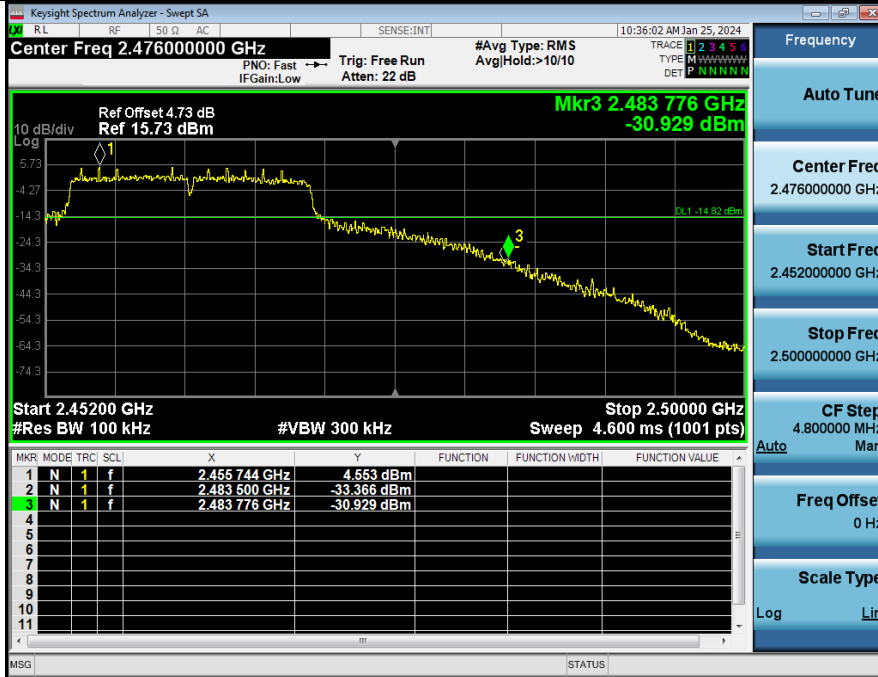 Keysight Spectrum Analyzer - Swept SA
LXI RL RF 50 Ω AC SENSE:INT 10:36:02 AM Jan 25, 2024
Center Freq 2.476000000 GHz
PNO: Fast
IFGain:Low
Trig: Free Run
Atten: 22 dB
#Avg Type: RMS
Avg|Hold:>10/10
TRACE 1 2 3 4 5 6
TYPE M WWWWW
DET P N N N N N
Mkr3 2.483 776 GHz
-30.929 dBm
Ref Offset 4.73 dB
10 dB/div Ref 15.73 dBm
Log
5.73
-4.27
-14.3
-24.3
-34.3
-44.3
-54.3
-64.3
-74.3
1
3
DL1 -14.82 dBm
Start 2.45200 GHz Stop 2.50000 GHz
#Res BW 100 kHz #VBW 300 kHz Sweep 4.600 ms (1001 pts)
MKR MODE TRC SCL X Y FUNCTION FUNCTION WIDTH FUNCTION VALUE
1 N 1 f 2.455 744 GHz 4.553 dBm
2 N 1 f 2.483 500 GHz -33.366 dBm
3 N 1 f 2.483 776 GHz -30.929 dBm
4
5
6
7
8
9
10
11
MSG STATUS
Frequency
Auto Tune
Center Freq
2.476000000 GHz
Start Freq
2.452000000 GHz
Stop Freq
2.500000000 GHz
CF Step
4.800000 MHz
Auto Man
Freq Offset
0 Hz
Scale Type
Log Lin